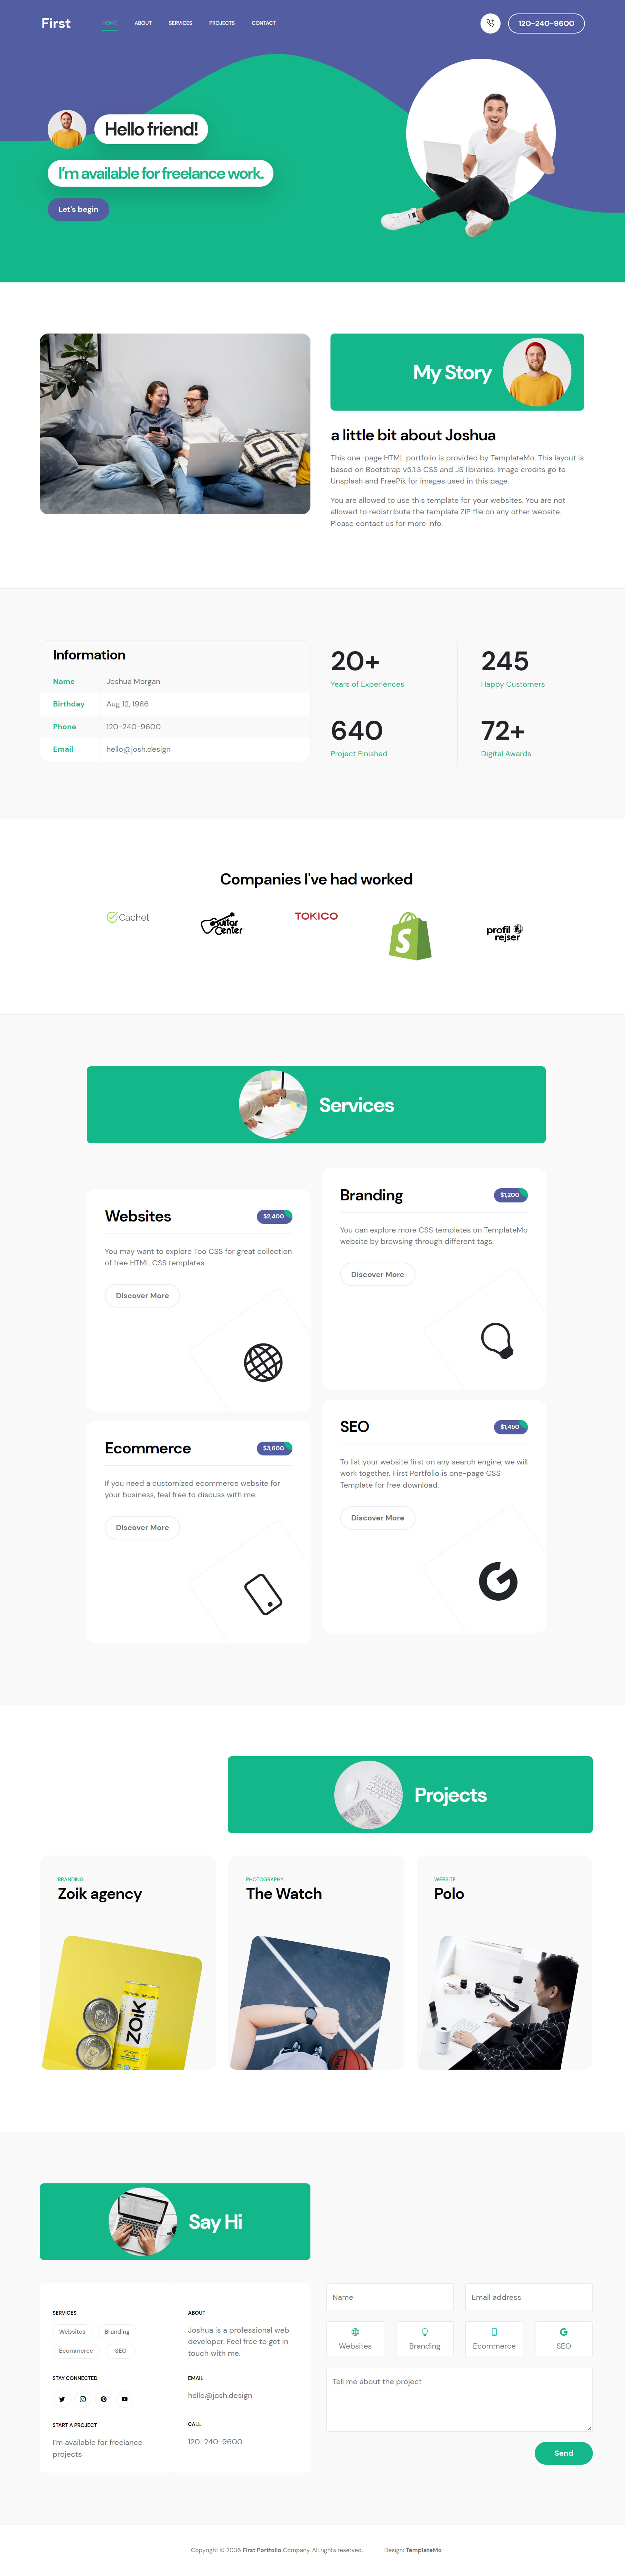 First
HOME
ABOUT
SERVICES
PROJECTS
CONTACT
120-240-9600
Hello friend!
I'm available for freelance work.
Let's begin
My Story
a little bit about Joshua
This one-page HTML portfolio is provided by TemplateMo. This layout is
based on Bootstrap v5.1.3 CSS and JS libraries. Image credits go to
Unsplash and FreePik for images used in this page.
You are allowed to use this template for your websites. You are not
allowed to redistribute the template ZIP file on any other website.
Please contact us for more info.
Information
Name
Joshua Morgan
Birthday
Aug 12, 1986
Phone
120-240-9600
Email
hello@josh.design
20+
Years of Experiences
245
Happy Customers
640
Project Finished
72+
Digital Awards
Companies I've had worked
Cachet
Guitar
Center
TOKICO
S
profil
rejser
Services
Websites
$2,400
You may want to explore Too CSS for great collection
of free HTML CSS templates.
Discover More
Branding
$1,200
You can explore more CSS templates on TemplateMo
website by browsing through different tags.
Discover More
Ecommerce
$3,600
If you need a customized ecommerce website for
your business, feel free to discuss with me.
Discover More
SEO
$1,450
To list your website first on any search engine, we will
work together. First Portfolio is one-page CSS
Template for free download.
Discover More
Projects
BRANDING
Zoik agency
ZOIK
PHOTOGRAPHY
The Watch
WEBSITE
Polo
Say Hi
SERVICES
Websites
Branding
Ecommerce
SEO
STAY CONNECTED
START A PROJECT
I'm available for freelance
projects
ABOUT
Joshua is a professional web
developer. Feel free to get in
touch with me.
EMAIL
hello@josh.design
CALL
120-240-9600
Name
Email address
Websites
Branding
Ecommerce
SEO
Tell me about the project
Send
Copyright © 2036 First Portfolio Company. All rights reserved.
Design: TemplateMo